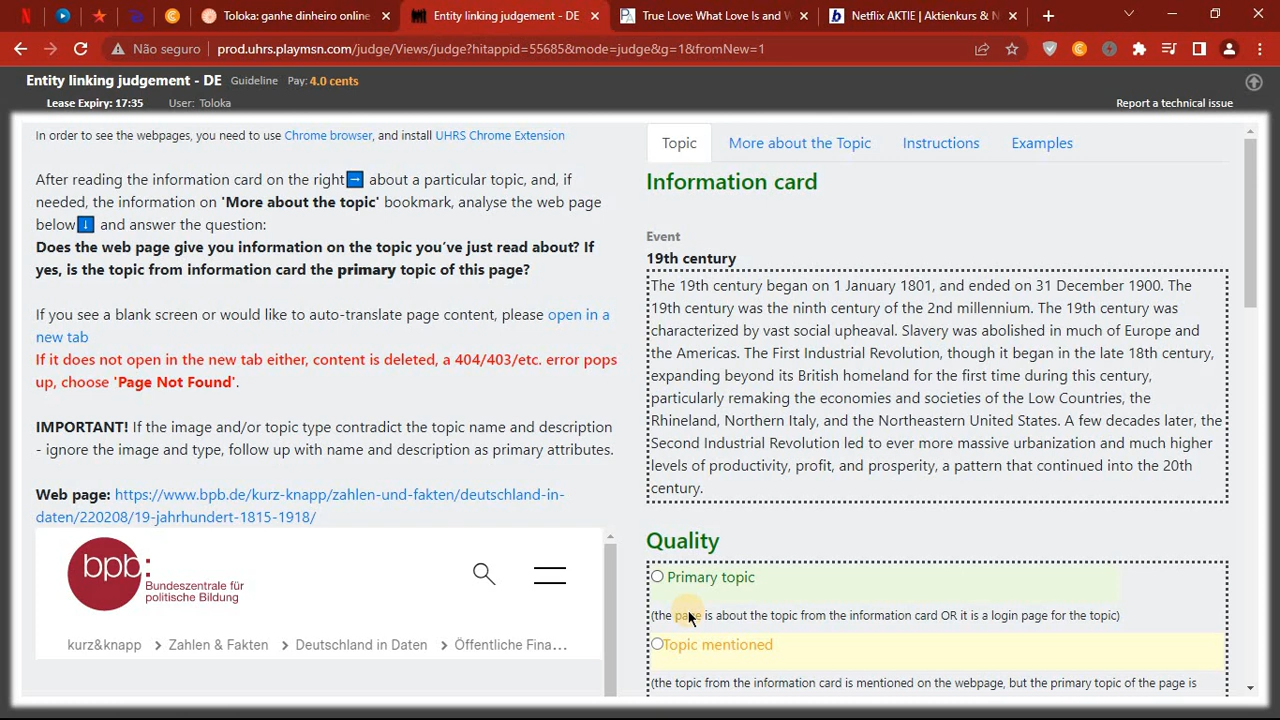 Toloka: ganhe dinheiro online
Entity linking judgement - DE
True Love: What Love Is and W
Netflix AKTIE | Aktienkurs & N
Não seguro
prod.uhrs.playmsn.com/judge/Views/judge?hitappid=55685&mode=judge&g=1&fromNew=1
Entity linking judgement - DE Guideline Pay: 4.0 cents
Lease Expiry: 17:35 User: Toloka
Report a technical issue
In order to see the webpages, you need to use Chrome browser, and install UHRS Chrome Extension
After reading the information card on the right about a particular topic, and, if
needed, the information on 'More about the topic' bookmark, analyse the web page
below and answer the question:
Does the web page give you information on the topic you've just read about? If
yes, is the topic from information card the primary topic of this page?
If you see a blank screen or would like to auto-translate page content, please open in a
new tab
If it does not open in the new tab either, content is deleted, a 404/403/etc. error pops
up, choose 'Page Not Found'.
IMPORTANT! If the image and/or topic type contradict the topic name and description
- ignore the image and type, follow up with name and description as primary attributes.
Web page: https://www.bpb.de/kurz-knapp/zahlen-und-fakten/deutschland-in-
daten/220208/19-jahrhundert-1815-1918/
bpb:
Bundeszentrale für
politische Bildung
kurz&knapp > Zahlen & Fakten > Deutschland in Daten > Öffentliche Fina...
Topic More about the Topic Instructions Examples
Information card
Event
19th century
The 19th century began on 1 January 1801, and ended on 31 December 1900. The
19th century was the ninth century of the 2nd millennium. The 19th century was
characterized by vast social upheaval. Slavery was abolished in much of Europe and
the Americas. The First Industrial Revolution, though it began in the late 18th century,
expanding beyond its British homeland for the first time during this century,
particularly remaking the economies and societies of the Low Countries, the
Rhineland, Northern Italy, and the Northeastern United States. A few decades later, the
Second Industrial Revolution led to ever more massive urbanization and much higher
levels of productivity, profit, and prosperity, a pattern that continued into the 20th
century.
Quality
Primary topic
(the page is about the topic from the information card OR it is a login page for the topic)
Topic mentioned
(the topic from the information card is mentioned on the webpage, but the primary topic of the page is